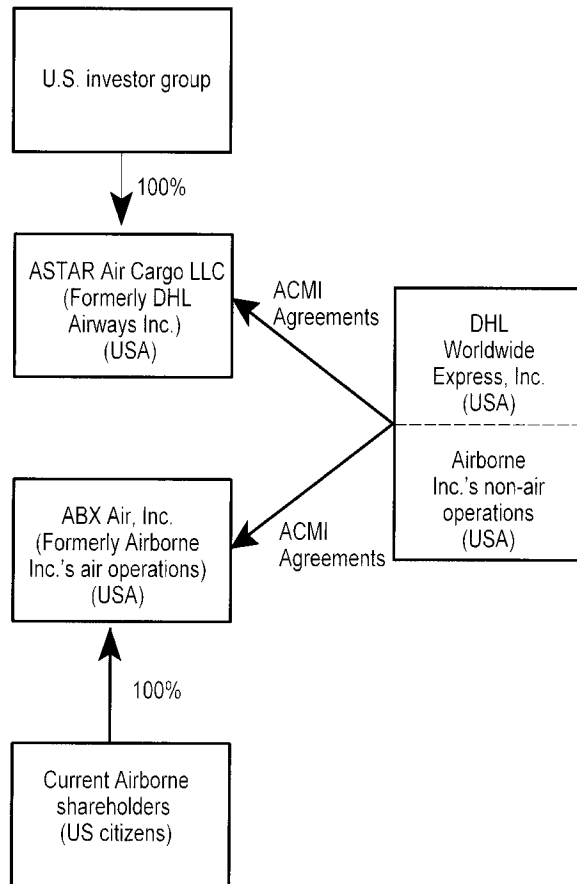 U.S. investor group
100%
ASTAR Air Cargo LLC
(Formerly DHL
Airways Inc.)
(USA)
ACMI
Agreements
DHL
Worldwide
Express, Inc.
(USA)
Airborne
Inc.'s non-air
operations
(USA)
ABX Air, Inc.
(Formerly Airborne
Inc.'s air operations)
(USA)
ACMI
Agreements
100%
Current Airborne
shareholders
(US citizens)